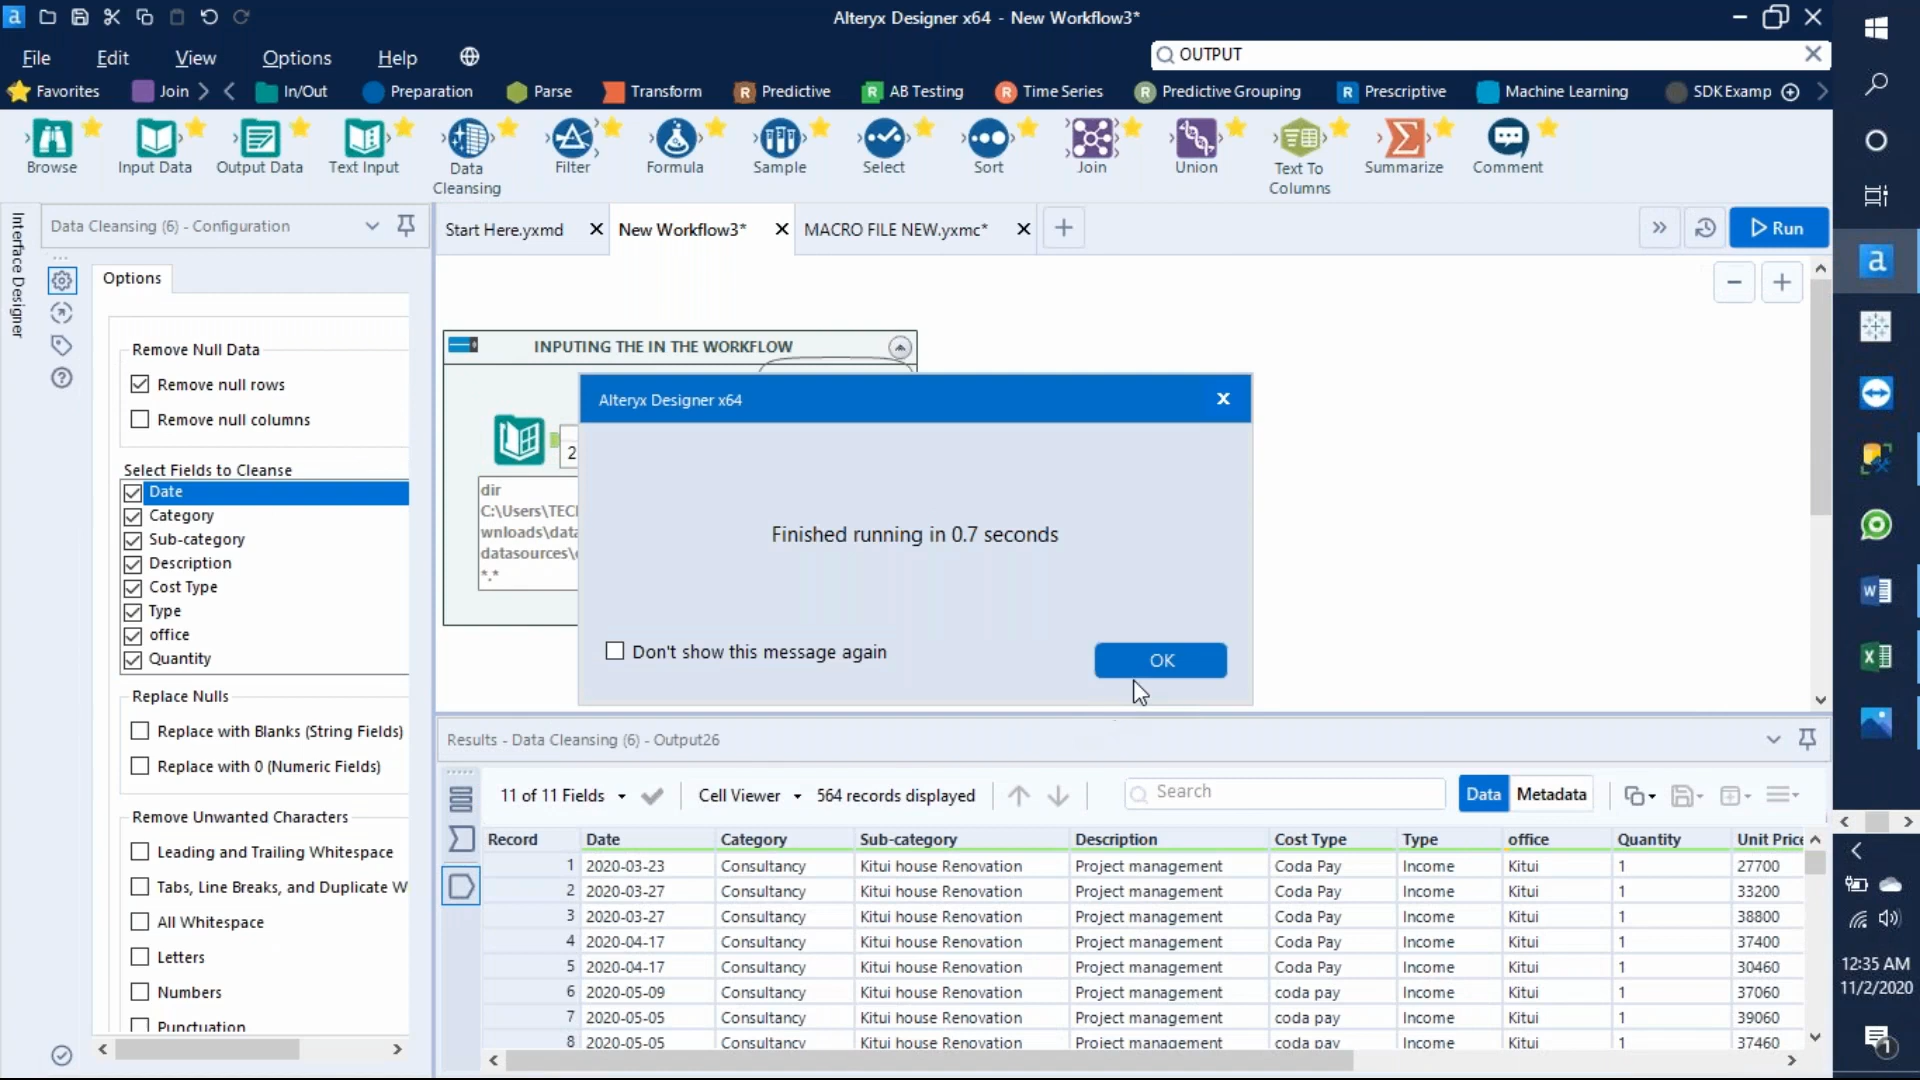 Alteryx Designer x64 - New Workflow3*
File Edit View Options Help
OUTPUT
Favorites Join In/Out Preparation Parse Transform Predictive AB Testing Time Series Predictive Grouping Prescriptive Machine Learning SDK Examp
Browse Input Data Output Data Text Input Data Cleansing Filter Formula Sample Select Sort Join Union Text To Columns Summarize Comment
Interface Designer
Data Cleansing (6) - Configuration
Start Here.yxmd New Workflow3* MACRO FILE NEW.yxmc* Run
Options
Remove Null Data
Remove null rows
Remove null columns
Select Fields to Cleanse
Date
Category
Sub-category
Description
Cost Type
Type
office
Quantity
Replace Nulls
Replace with Blanks (String Fields)
Replace with 0 (Numeric Fields)
Remove Unwanted Characters
Leading and Trailing Whitespace
Tabs, Line Breaks, and Duplicate W
All Whitespace
Letters
Numbers
Punctuation
INPUTING THE IN THE WORKFLOW
2
dir
C:\Users\TECH
wnloads\data
datasources\
*.*
Alteryx Designer x64
Finished running in 0.7 seconds
Don't show this message again
OK
Results - Data Cleansing (6) - Output26
11 of 11 Fields Cell Viewer 564 records displayed Search Data Metadata
Record Date Category Sub-category Description Cost Type Type office Quantity Unit Price
1 2020-03-23 Consultancy Kitui house Renovation Project management Coda Pay Income Kitui 1 27700
2 2020-03-27 Consultancy Kitui house Renovation Project management Coda Pay Income Kitui 1 33200
3 2020-03-27 Consultancy Kitui house Renovation Project management Coda Pay Income Kitui 1 38800
4 2020-04-17 Consultancy Kitui house Renovation Project management Coda Pay Income Kitui 1 37400
5 2020-04-17 Consultancy Kitui house Renovation Project management Coda Pay Income Kitui 1 30460
6 2020-05-09 Consultancy Kitui house Renovation Project management coda pay Income Kitui 1 37060
7 2020-05-05 Consultancy Kitui house Renovation Project management coda pay Income Kitui 1 39060
8 2020-05-05 Consultancy Kitui house Renovation Project management coda pay Income Kitui 1 37460
12:35 AM
11/2/2020
1